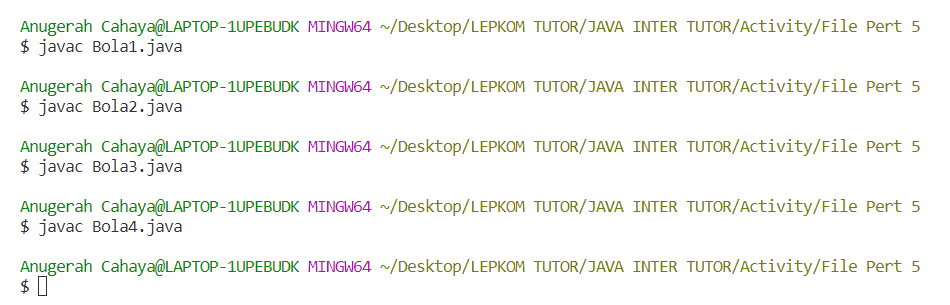 Anugerah Cahaya@LAPTOP-1UPEBUDK MINGW64 ~/Desktop/LEPKOM TUTOR/JAVA INTER TUTOR/Activity/File Pert 5
$ javac Bola1.java
Anugerah Cahaya@LAPTOP-1UPEBUDK MINGW64 ~/Desktop/LEPKOM TUTOR/JAVA INTER TUTOR/Activity/File Pert 5
$ javac Bola2.java
Anugerah Cahaya@LAPTOP-1UPEBUDK MINGW64 ~/Desktop/LEPKOM TUTOR/JAVA INTER TUTOR/Activity/File Pert 5
$ javac Bola3.java
Anugerah Cahaya@LAPTOP-1UPEBUDK MINGW64 ~/Desktop/LEPKOM TUTOR/JAVA INTER TUTOR/Activity/File Pert 5
$ javac Bola4.java
Anugerah Cahaya@LAPTOP-1UPEBUDK MINGW64 ~/Desktop/LEPKOM TUTOR/JAVA INTER TUTOR/Activity/File Pert 5
$